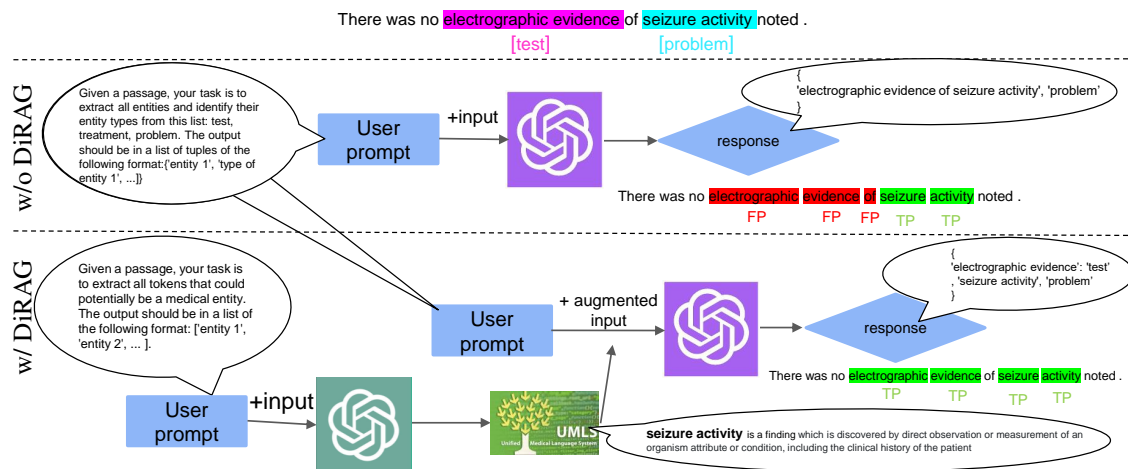 There was no electrographic evidence of seizure activity noted .
[test]
[problem]
w/o DiRAG
Given a passage, your task is
to extract all entities and identify their
entity types from this list: test,
treatment, problem. The output
should be in a list of tuples of the
following format:{'entity 1', 'type of
entity 1', ...]}
User
prompt
+input
response
{
'electrographic evidence of seizure activity', 'problem'
}
There was no electrographic evidence of seizure activity noted .
FP FP FP TP TP
w/ DiRAG
Given a passage, your task is
to extract all tokens that could
potentially be a medical entity.
The output should be in a list of
the following format: ['entity 1',
'entity 2', ... ].
User
prompt
+input
UMLS
Unified Medical Language System
User
prompt
+ augmented
input
response
{
'electrographic evidence': 'test'
, 'seizure activity', 'problem'
}
There was no electrographic evidence of seizure activity noted .
TP TP TP TP
seizure activity is a finding which is discovered by direct observation or measurement of an
organism attribute or condition, including the clinical history of the patient